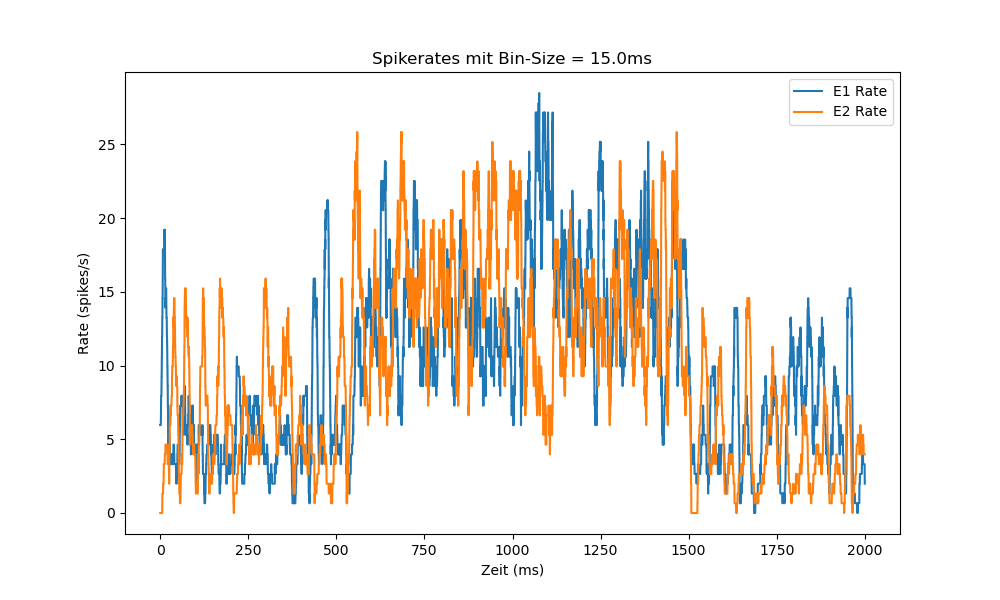 Spikerates mit Bin-Size = 15.0ms
E1 Rate
E2 Rate
Rate (spikes/s)
25
20
15
10
5
0
0 250 500 750 1000 1250 1500 1750 2000
Zeit (ms)